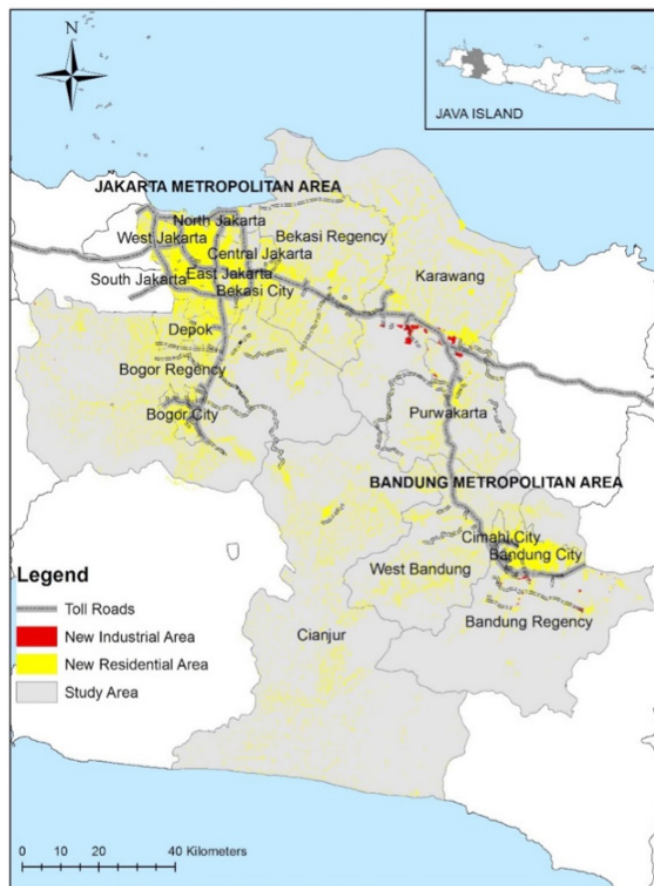 N
JAVA ISLAND
JAKARTA METROPOLITAN AREA
North Jakarta
West Jakarta
Bekasi Regency
Central Jakarta
East Jakarta
South Jakarta
Bekasi City
Karawang
Depok
Bogor Regency
Bogor City
Purwakarta
BANDUNG METROPOLITAN AREA
Cimahi City
Bandung City
West Bandung
Bandung Regency
Cianjur
Legend
Toll Roads
New Industrial Area
New Residential Area
Study Area
0 10 20 40 Kilometers